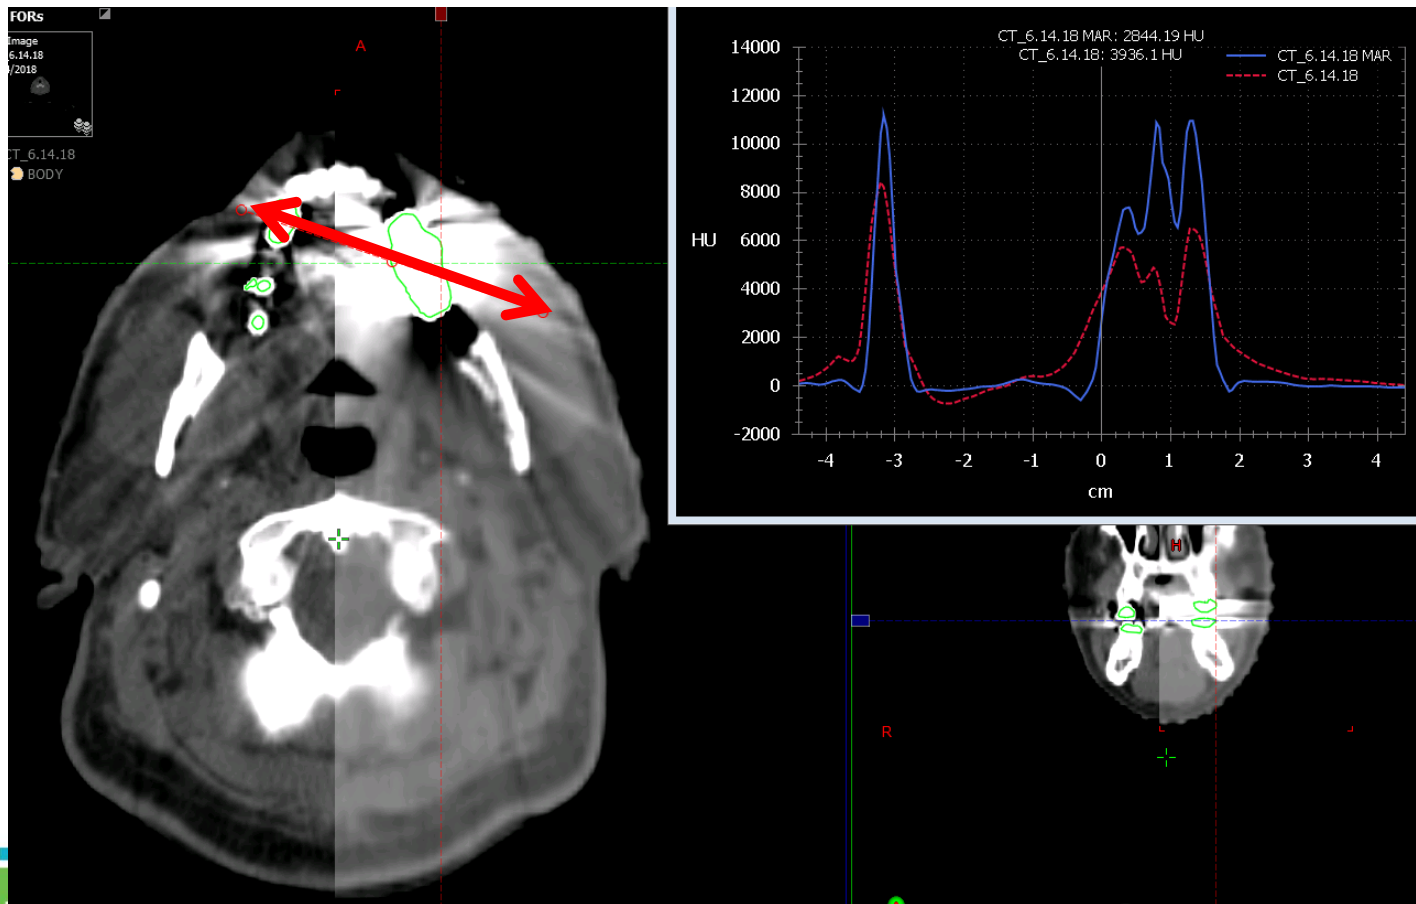 FORs
Image
6.14.18
/2018
CT_6.14.18
BODY
A
CT_6.14.18 MAR: 2844.19 HU
CT_6.14.18: 3936.1 HU
CT_6.14.18 MAR
CT_6.14.18
14000
12000
10000
8000
6000
4000
2000
0
-2000
HU
-4 -3 -2 -1 0 1 2 3 4
cm
H
R